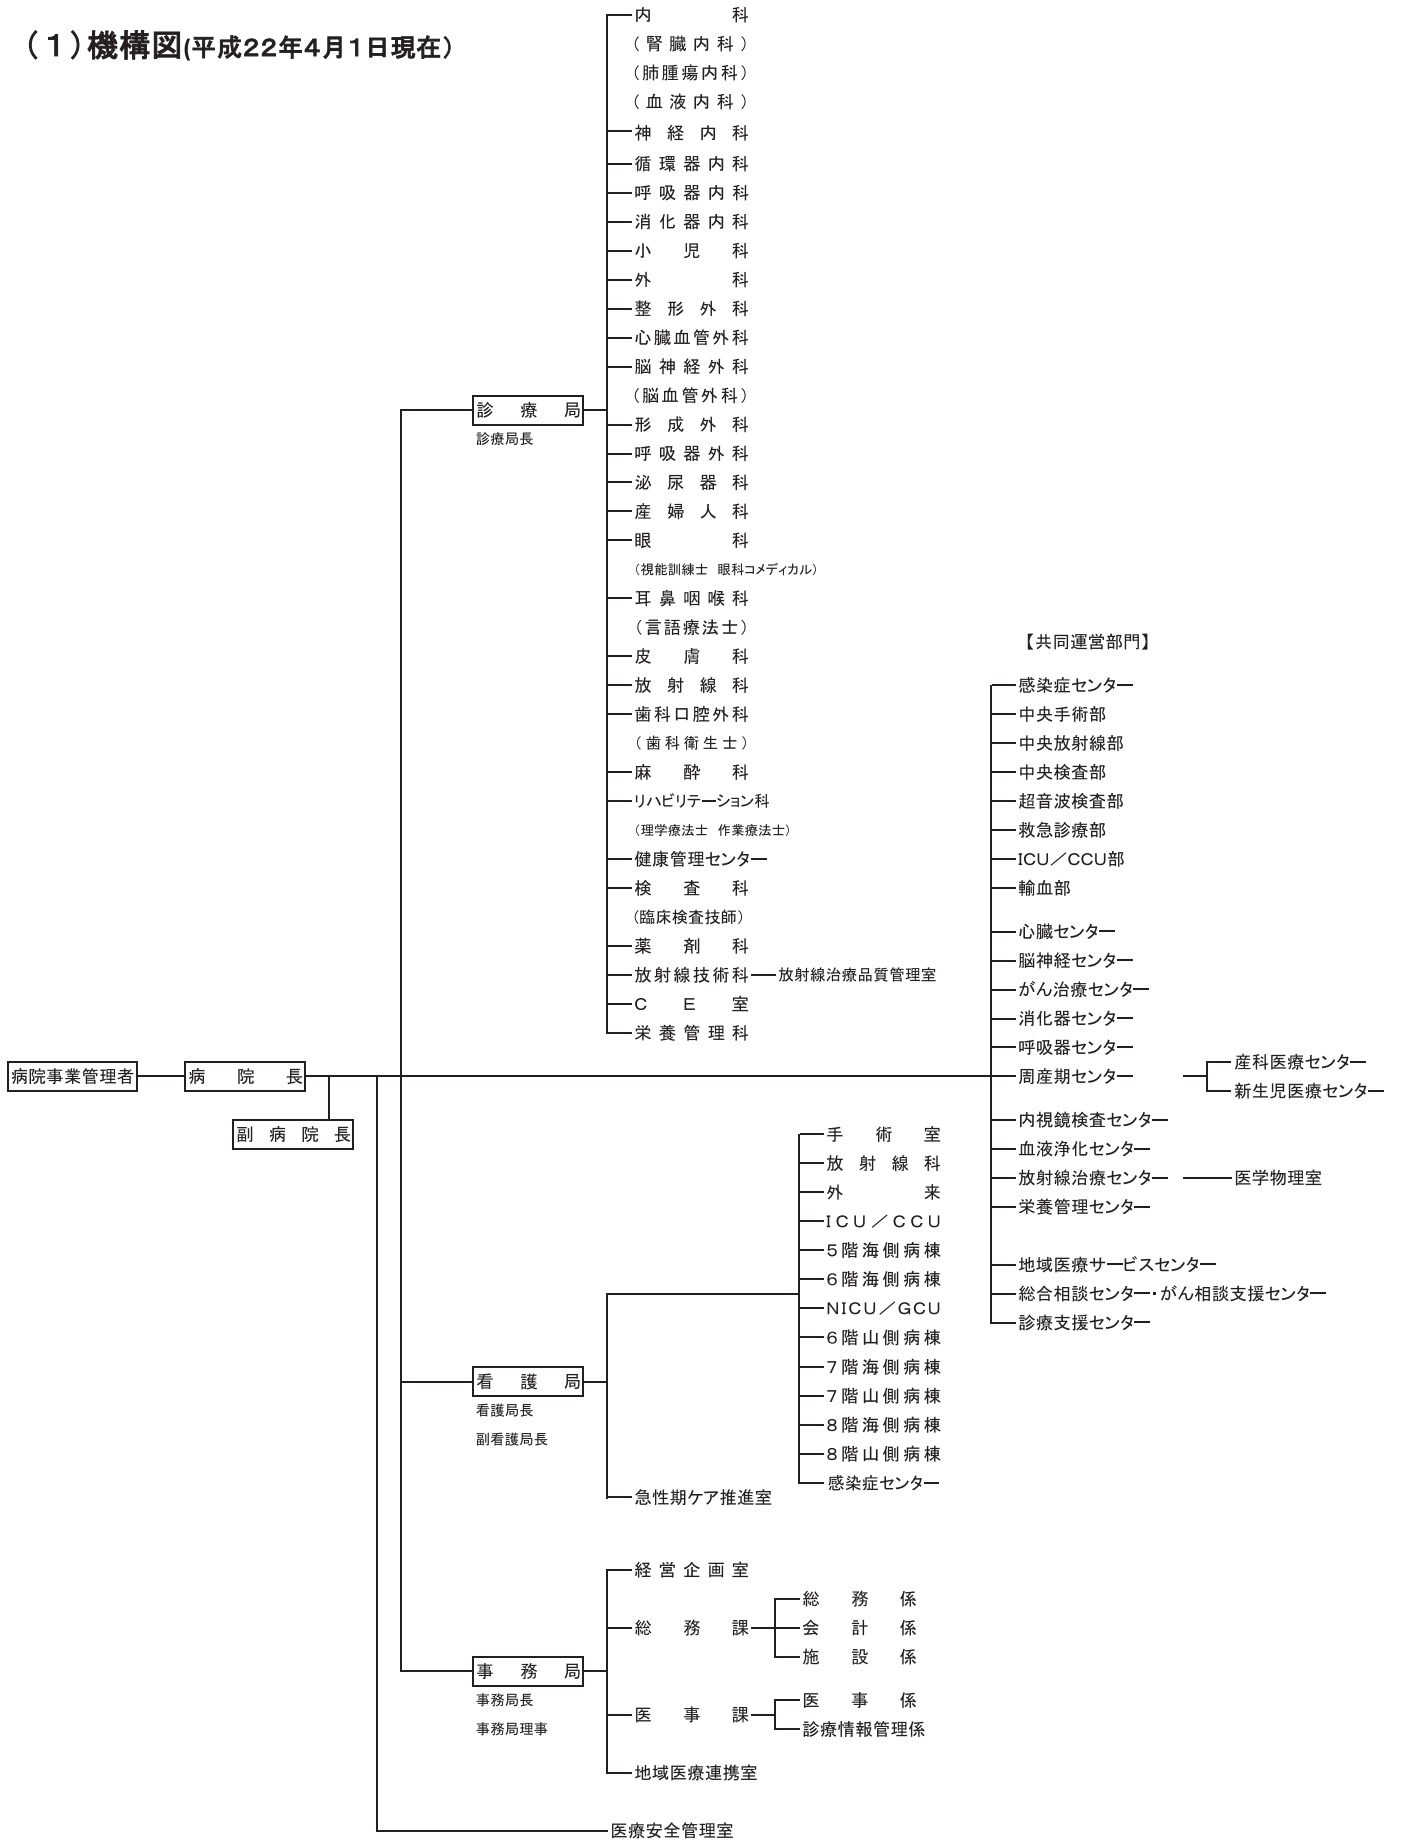 （１）機構図(平成２２年４月１日現在)
内科
（腎臓内科）
（肺腫瘍内科）
（血液内科）
神経内科
循環器内科
呼吸器内科
消化器内科
小児科
外科
整形外科
心臓血管外科
脳神経外科
（脳血管外科）
形成外科
呼吸器外科
泌尿器科
産婦人科
眼科
（視能訓練士　眼科コメディカル）
耳鼻咽喉科
（言語療法士）
皮膚科
放射線科
歯科口腔外科
（歯科衛生士）
麻酔科
リハビリテーション科
（理学療法士　作業療法士）
健康管理センター
検査科
（臨床検査技師）
薬剤科
放射線技術科
放射線治療品質管理室
ＣＥ室
栄養管理科
診療局
診療局長
病院事業管理者
病院長
副病院長
【共同運営部門】
感染症センター
中央手術部
中央放射線部
中央検査部
超音波検査部
救急診療部
ICU／CCU部
輸血部
心臓センター
脳神経センター
がん治療センター
消化器センター
呼吸器センター
周産期センター
産科医療センター
新生児医療センター
内視鏡検査センター
血液浄化センター
放射線治療センター
医学物理室
栄養管理センター
地域医療サービスセンター
総合相談センター・がん相談支援センター
診療支援センター
手術室
放射線科
外来
ICU／CCU
５階海側病棟
６階海側病棟
NICU／GCU
６階山側病棟
７階海側病棟
７階山側病棟
８階海側病棟
８階山側病棟
感染症センター
看護局
看護局長
副看護局長
急性期ケア推進室
経営企画室
総務課
総務係
会計係
施設係
事務局
事務局長
事務局理事
医事課
医事係
診療情報管理係
地域医療連携室
医療安全管理室